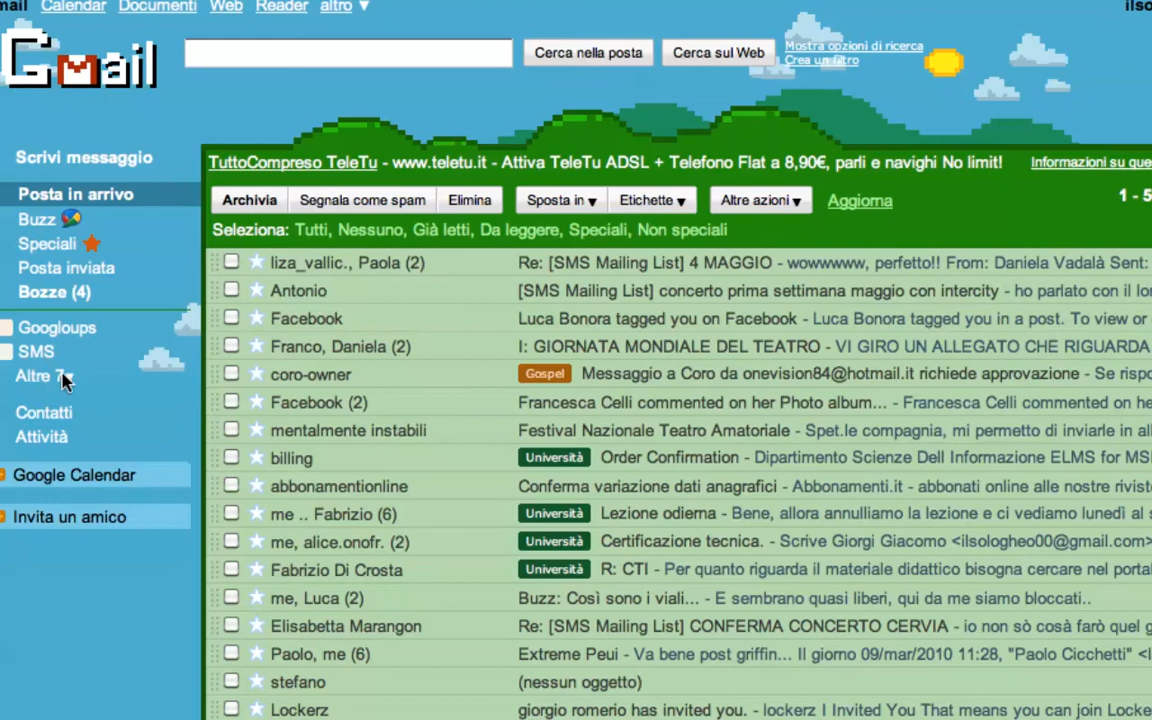 mail Calendar Documenti Web Reader altro ▼ ilso
Gmail
Cerca nella posta Cerca sul Web Mostra opzioni di ricerca
Crea un filtro
Scrivi messaggio
Posta in arrivo
Buzz
Speciali
Posta inviata
Bozze (4)
Googloups
SMS
Altre 7
Contatti
Attività
Google Calendar
Invita un amico
TuttoCompreso TeleTu - www.teletu.it - Attiva TeleTu ADSL + Telefono Flat a 8,90€, parli e navighi No limit! Informazioni su que
Archivia Segnala come spam Elimina Sposta in ▼ Etichette ▼ Altre azioni ▼ Aggiorna 1 - 5
Seleziona: Tutti, Nessuno, Già letti, Da leggere, Speciali, Non speciali
liza_vallic., Paola (2) Re: [SMS Mailing List] 4 MAGGIO - wowwwww, perfetto!! From: Daniela Vadalà Sent:
Antonio [SMS Mailing List] concerto prima settimana maggio con intercity - ho parlato con il lor
Facebook Luca Bonora tagged you on Facebook - Luca Bonora tagged you in a post. To view or
Franco, Daniela (2) I: GIORNATA MONDIALE DEL TEATRO - VI GIRO UN ALLEGATO CHE RIGUARDA
coro-owner Gospel Messaggio a Coro da onevision84@hotmail.it richiede approvazione - Se rispo
Facebook (2) Francesca Celli commented on her Photo album... - Francesca Celli commented on he
mentalmente instabili Festival Nazionale Teatro Amatoriale - Spet.le compagnia, mi permetto di inviarle in all
billing Università Order Confirmation - Dipartimento Scienze Dell Informazione ELMS for MS
abbonamentionline Conferma variazione dati anagrafici - Abbonamenti.it - abbonati online alle nostre rivist
me .. Fabrizio (6) Università Lezione odierna - Bene, allora annulliamo la lezione e ci vediamo lunedì al s
me, alice.onofr. (2) Università Certificazione tecnica. - Scrive Giorgi Giacomo <ilsologheo00@gmail.com>
Fabrizio Di Crosta Università R: CTI - Per quanto riguarda il materiale didattico bisogna cercare nel porta
me, Luca (2) Buzz: Così sono i viali... - E sembrano quasi liberi, qui da me siamo bloccati..
Elisabetta Marangon Re: [SMS Mailing List] CONFERMA CONCERTO CERVIA - io non sò cosà farò quel g
Paolo, me (6) Extreme Peui - Va bene post griffin... Il giorno 09/mar/2010 11:28, "Paolo Cicchetti" <l
stefano (nessun oggetto)
Lockerz giorgio romerio has invited you. - lockerz I Invited You That means you can join Locke